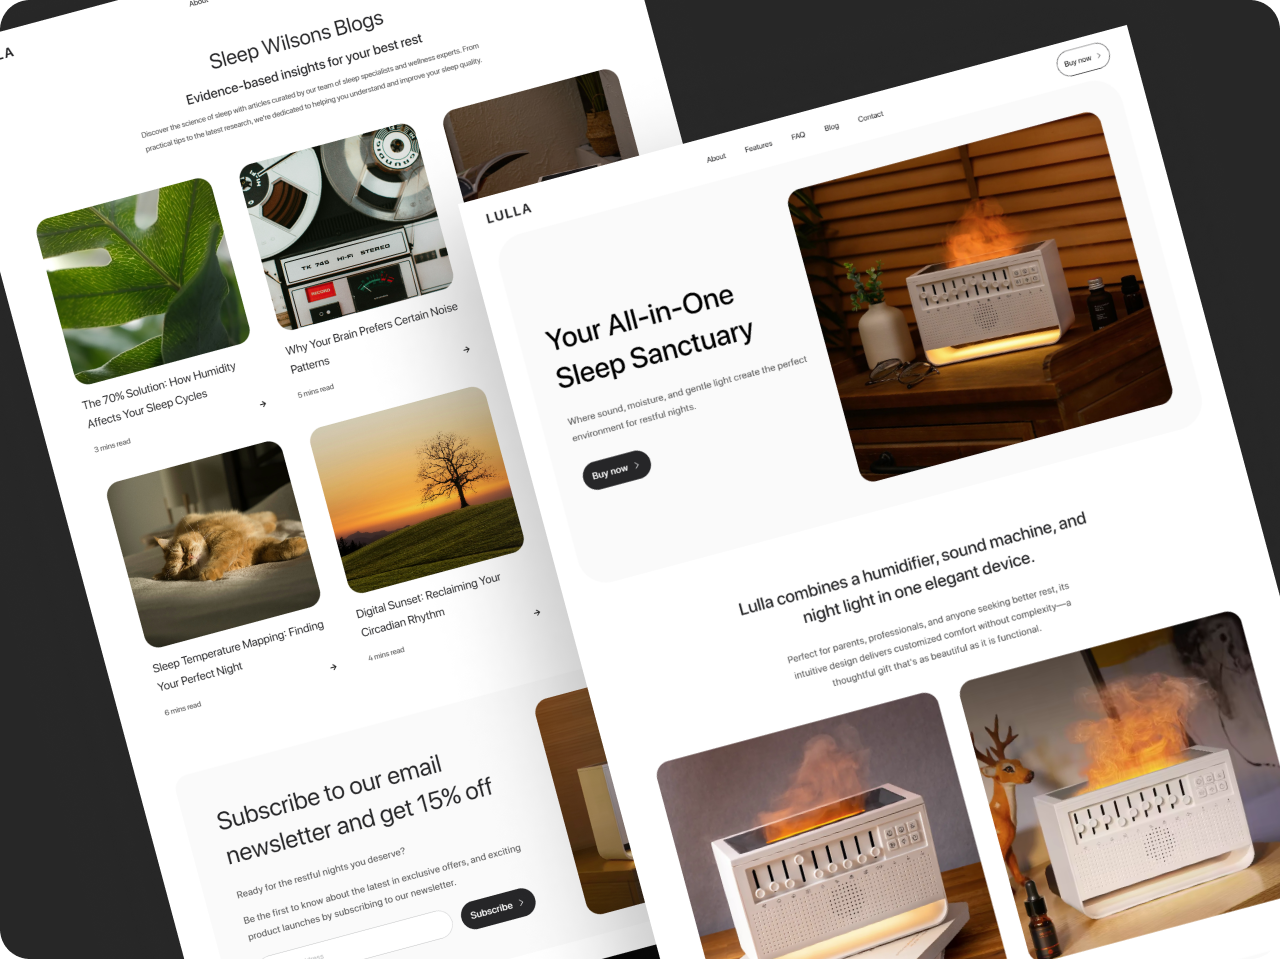 LA
About
Sleep Wilsons Blogs
Evidence-based insights for your best rest
Discover the science of sleep with articles curated by our team of sleep specialists and wellness experts. From
practical tips to the latest research, we're dedicated to helping you understand and improve your sleep quality.
TK 745 HI-FI STEREO
RECORD
The 70% Solution: How Humidity
Affects Your Sleep Cycles
3 mins read
Why Your Brain Prefers Certain Noise
Patterns
5 mins read
Sleep Temperature Mapping: Finding
Your Perfect Night
6 mins read
Digital Sunset: Reclaiming Your
Circadian Rhythm
4 mins read
Subscribe to our email
newsletter and get 15% off
Ready for the restful nights you deserve?
Be the first to know about the latest in exclusive offers, and exciting
product launches by subscribing to our newsletter.
Subscribe
LULLA
About
Features
FAQ
Blog
Contact
Buy now
Your All-in-One
Sleep Sanctuary
Where sound, moisture, and gentle light create the perfect
environment for restful nights.
Buy now
Lulla combines a humidifier, sound machine, and
night light in one elegant device.
Perfect for parents, professionals, and anyone seeking better rest, its
intuitive design delivers customized comfort without complexity—a
thoughtful gift that's as beautiful as it is functional.